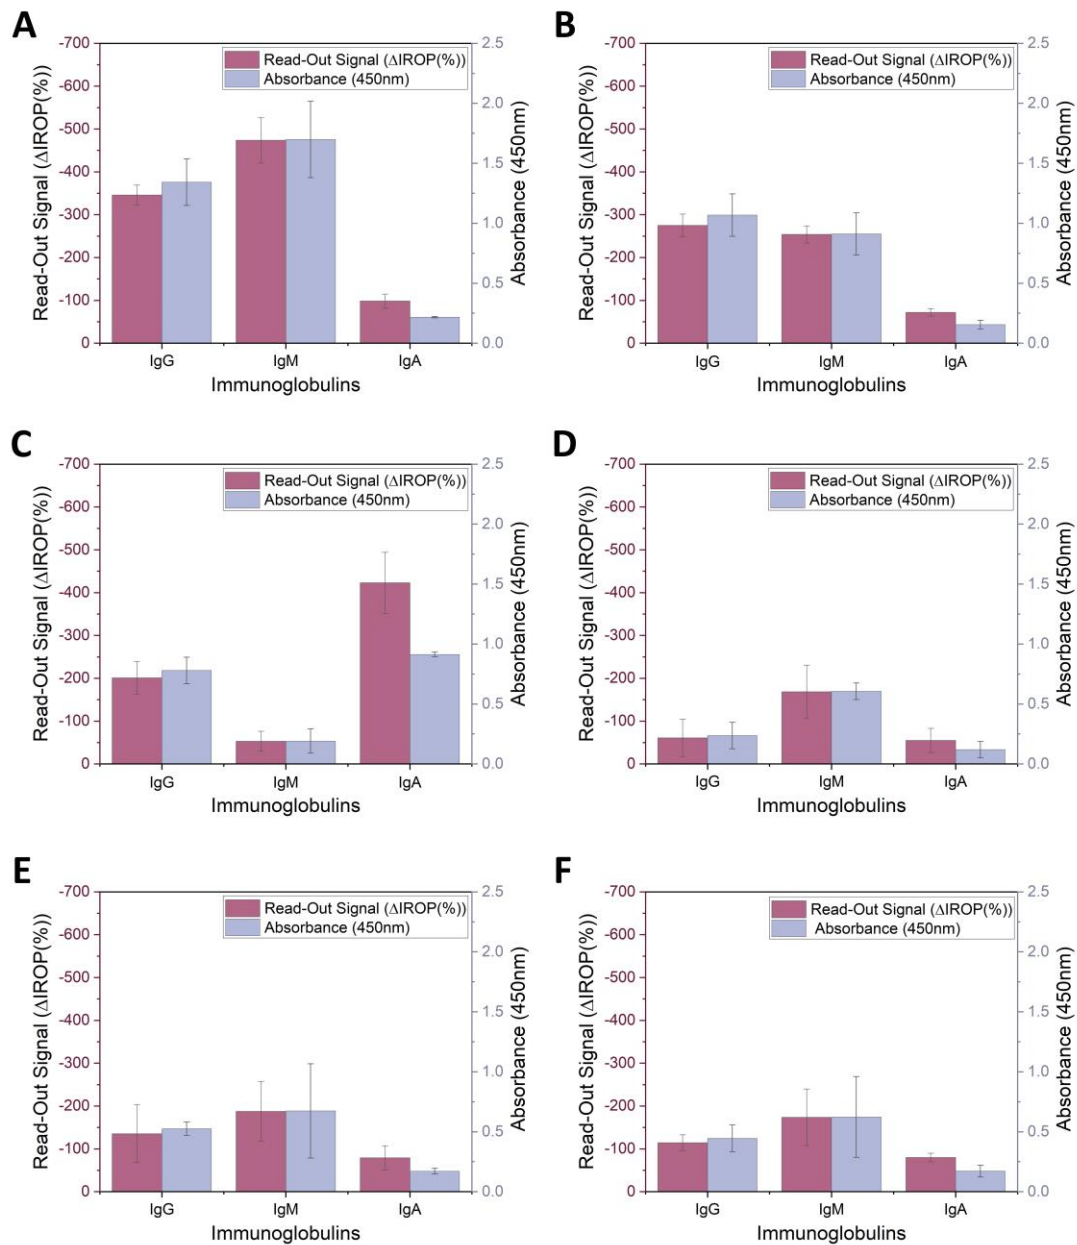 A
Read-Out Signal (ΔIROP(%))
-700
-600
-500
-400
-300
-200
-100
0
Read-Out Signal (ΔIROP(%))
Absorbance (450nm)
2.5
2.0
1.5
1.0
0.5
0.0
Absorbance (450nm)
IgG IgM IgA
Immunoglobulins
B
Read-Out Signal (ΔIROP(%))
-700
-600
-500
-400
-300
-200
-100
0
Read-Out Signal (ΔIROP(%))
Absorbance (450nm)
2.5
2.0
1.5
1.0
0.5
0.0
Absorbance (450nm)
IgG IgM IgA
Immunoglobulins
C
Read-Out Signal (ΔIROP(%))
-700
-600
-500
-400
-300
-200
-100
0
Read-Out Signal (ΔIROP(%))
Absorbance (450nm)
2.5
2.0
1.5
1.0
0.5
0.0
Absorbance (450nm)
IgG IgM IgA
Immunoglobulins
D
Read-Out Signal (ΔIROP(%))
-700
-600
-500
-400
-300
-200
-100
0
Read-Out Signal (ΔIROP(%))
Absorbance (450nm)
2.5
2.0
1.5
1.0
0.5
0.0
Absorbance (450nm)
IgG IgM IgA
Immunoglobulins
E
Read-Out Signal (ΔIROP(%))
-700
-600
-500
-400
-300
-200
-100
0
Read-Out Signal (ΔIROP(%))
Absorbance (450nm)
2.5
2.0
1.5
1.0
0.5
0.0
Absorbance (450nm)
IgG IgM IgA
Immunoglobulins
F
Read-Out Signal (ΔIROP(%))
-700
-600
-500
-400
-300
-200
-100
0
Read-Out Signal (ΔIROP(%))
Absorbance (450nm)
2.5
2.0
1.5
1.0
0.5
0.0
Absorbance (450nm)
IgG IgM IgA
Immunoglobulins